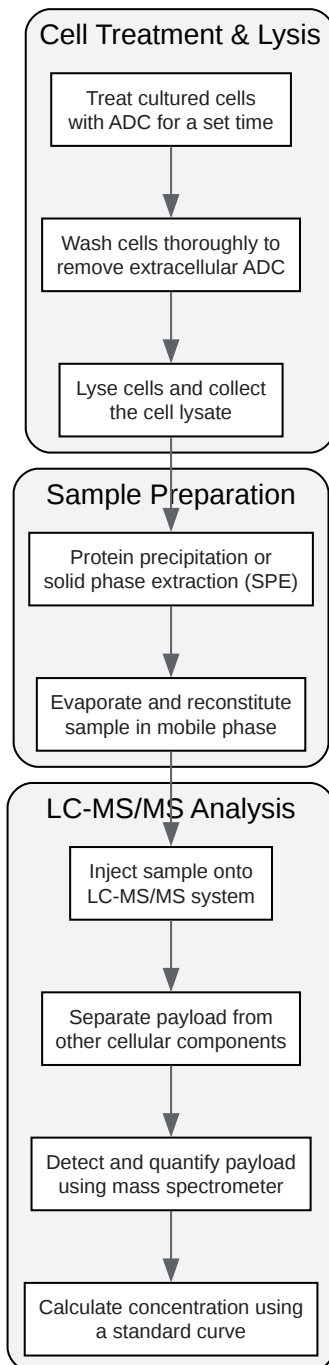 Cell Treatment & Lysis
Treat cultured cells
with ADC for a set time
Wash cells thoroughly to
remove extracellular ADC
Lyse cells and collect
the cell lysate
Sample Preparation
Protein precipitation or
solid phase extraction (SPE)
Evaporate and reconstitute
sample in mobile phase
LC-MS/MS Analysis
Inject sample onto
LC-MS/MS system
Separate payload from
other cellular components
Detect and quantify payload
using mass spectrometer
Calculate concentration using
a standard curve